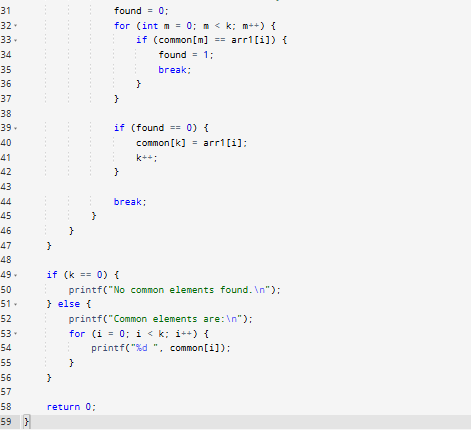 31 found = 0;
32 for (int m = 0; m < k; m++) {
33 if (common[m] == arr1[i]) {
34 found = 1;
35 break;
36 }
37 }
38
39 if (found == 0) {
40 common[k] = arr1[i];
41 k++;
42 }
43
44 break;
45 }
46 }
47 }
48
49 if (k == 0) {
50 printf("No common elements found.\n");
51 } else {
52 printf("Common elements are:\n");
53 for (i = 0; i < k; i++) {
54 printf("%d ", common[i]);
55 }
56 }
57
58 return 0;
59 }